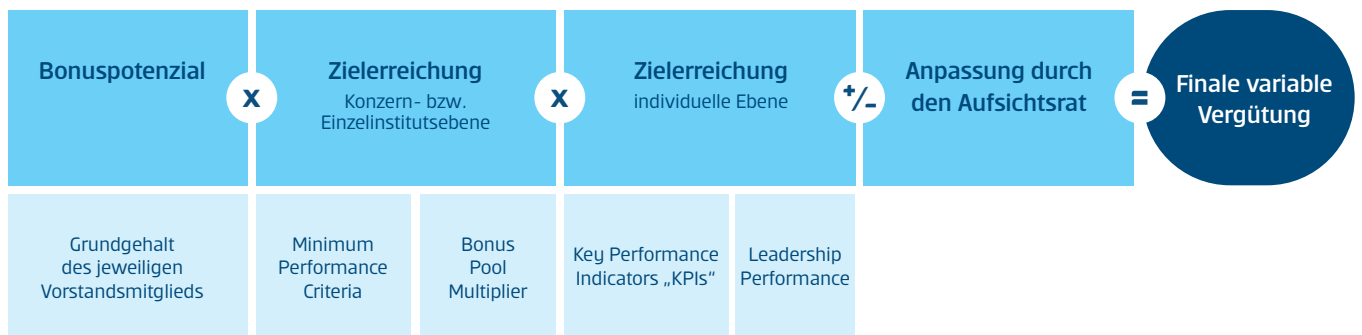 Bonuspotenzial
x
Zielerreichung
Konzern- bzw.
Einzelinstitutsebene
x
Zielerreichung
individuelle Ebene
+/-
Anpassung durch
den Aufsichtsrat
=
Finale variable
Vergütung
Grundgehalt
des jeweiligen
Vorstandsmitglieds
Minimum
Performance
Criteria
Bonus
Pool
Multiplier
Key Performance
Indicators „KPIs“
Leadership
Performance